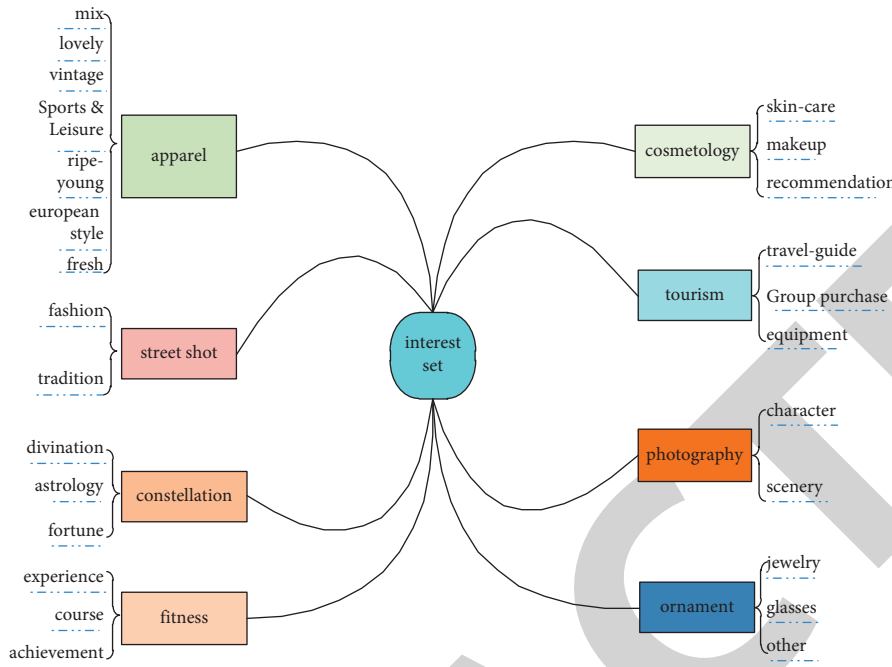 mix
lovely
vintage
Sports &
Leisure
ripe-
young
european
style
fresh
apparel
fashion
tradition
street shot
divination
astrology
fortune
constellation
experience
course
achievement
fitness
interest
set
cosmetology
skin-care
makeup
recommendation
tourism
travel-guide
Group purchase
equipment
photography
character
scenery
ornament
jewelry
glasses
other